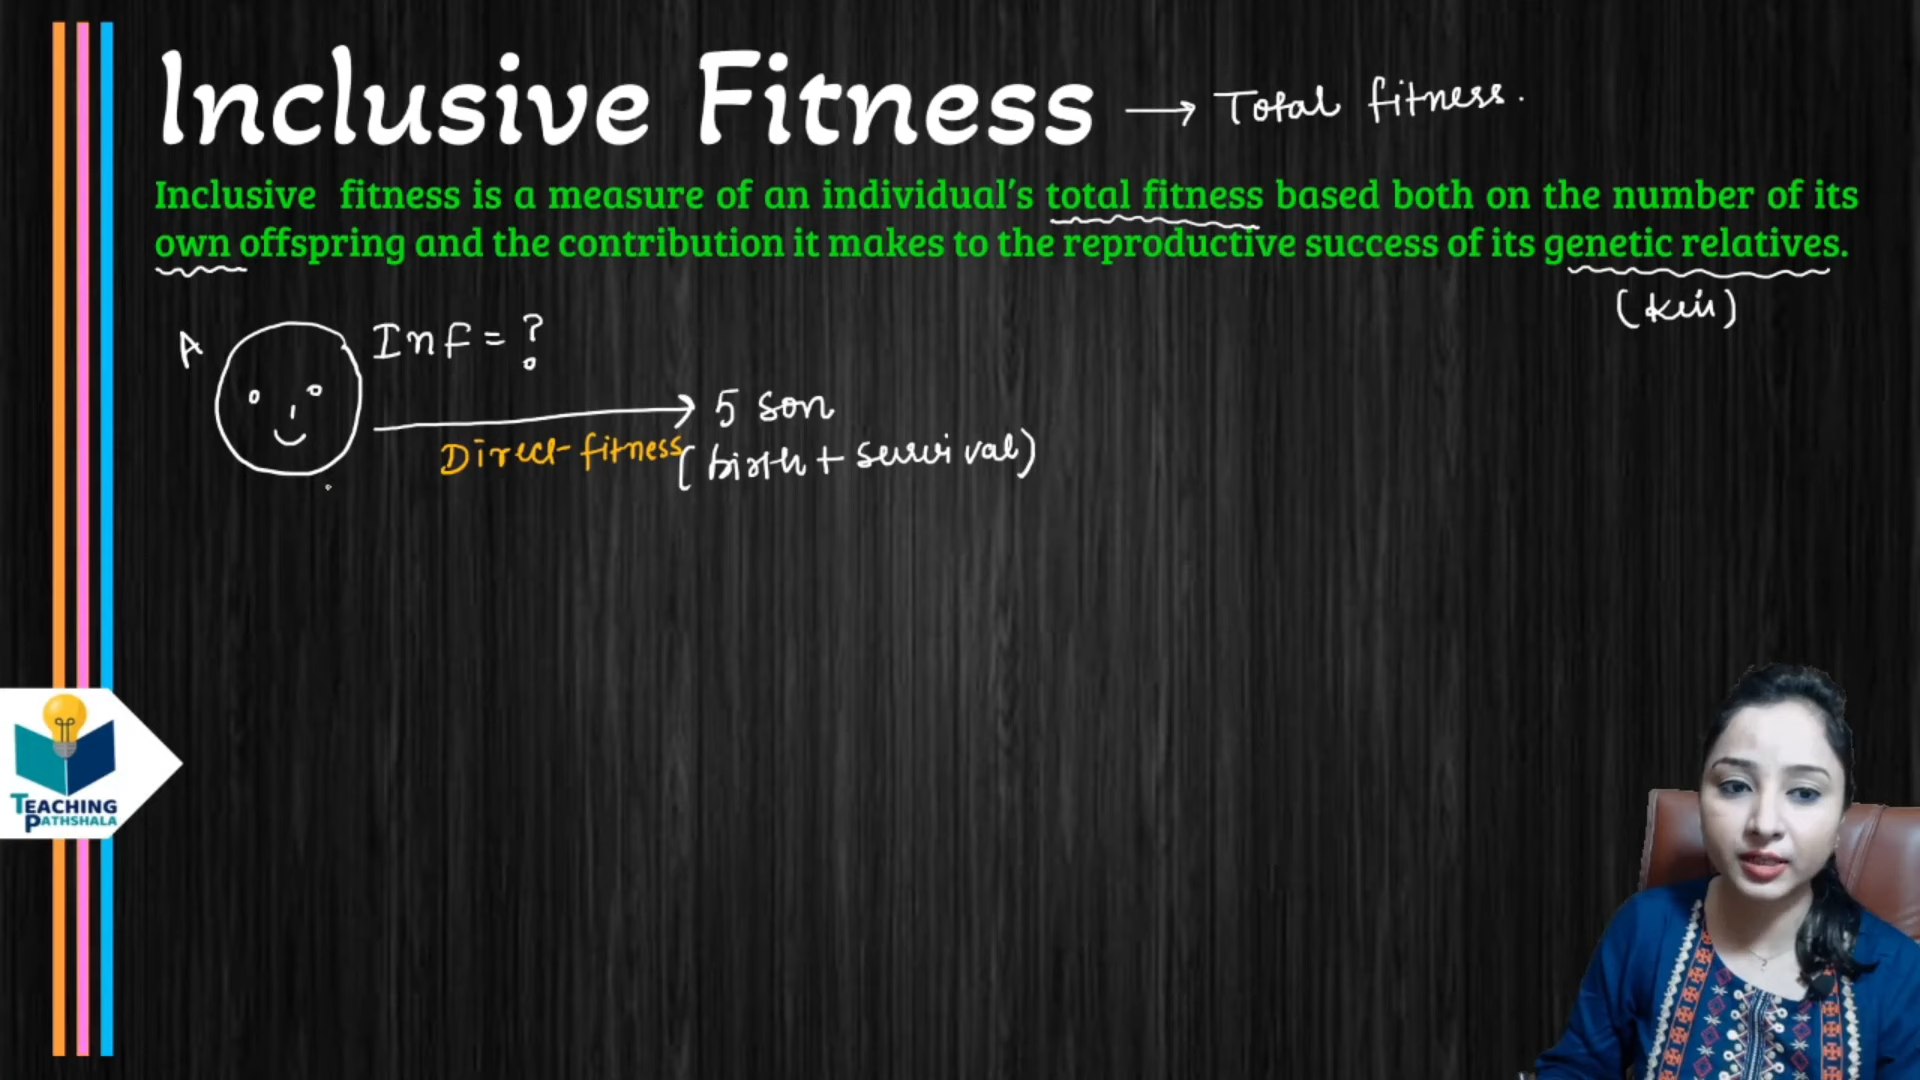 Inclusive Fitness → Total fitness.
Inclusive fitness is a measure of an individual's total fitness based both on the number of its
own offspring and the contribution it makes to the reproductive success of its genetic relatives.
(kin)
A Inf = ?
5 son
Direct fitness (birth + survival)
TEACHING
PATHSHALA